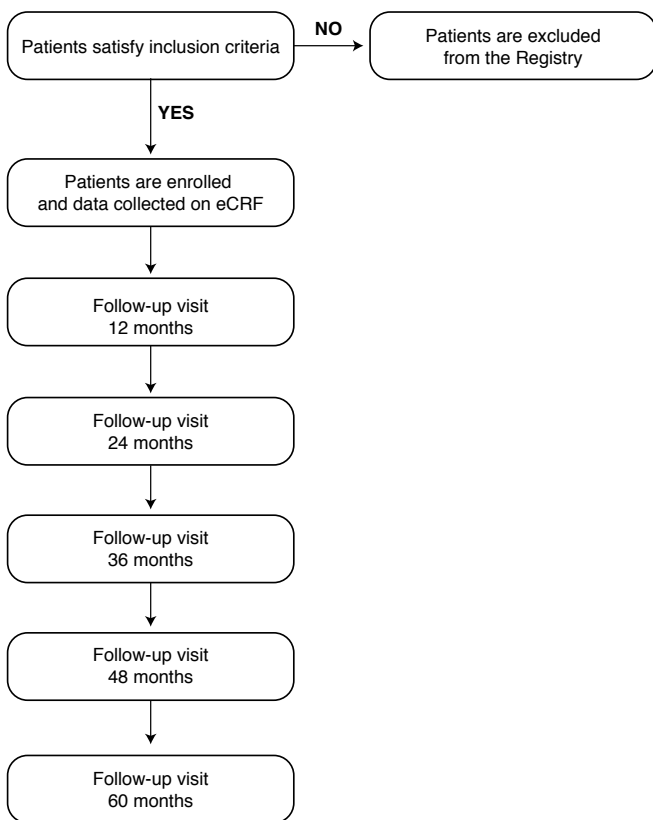 Patients satisfy inclusion criteria
NO
Patients are excluded
from the Registry
YES
Patients are enrolled
and data collected on eCRF
Follow-up visit
12 months
Follow-up visit
24 months
Follow-up visit
36 months
Follow-up visit
48 months
Follow-up visit
60 months